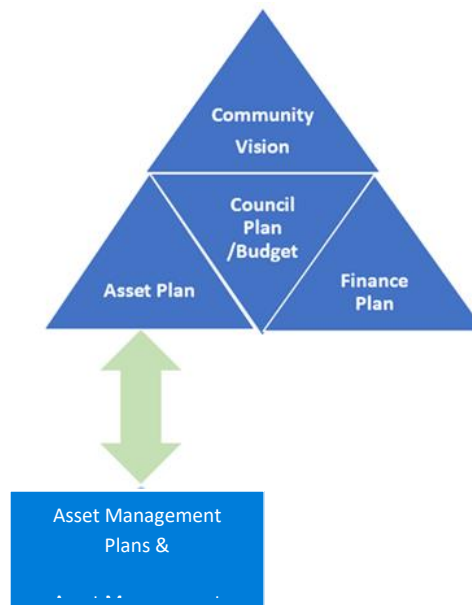 Community
Vision
Council
Plan
/Budget
Asset Plan
Finance
Plan
Asset Management
Plans &